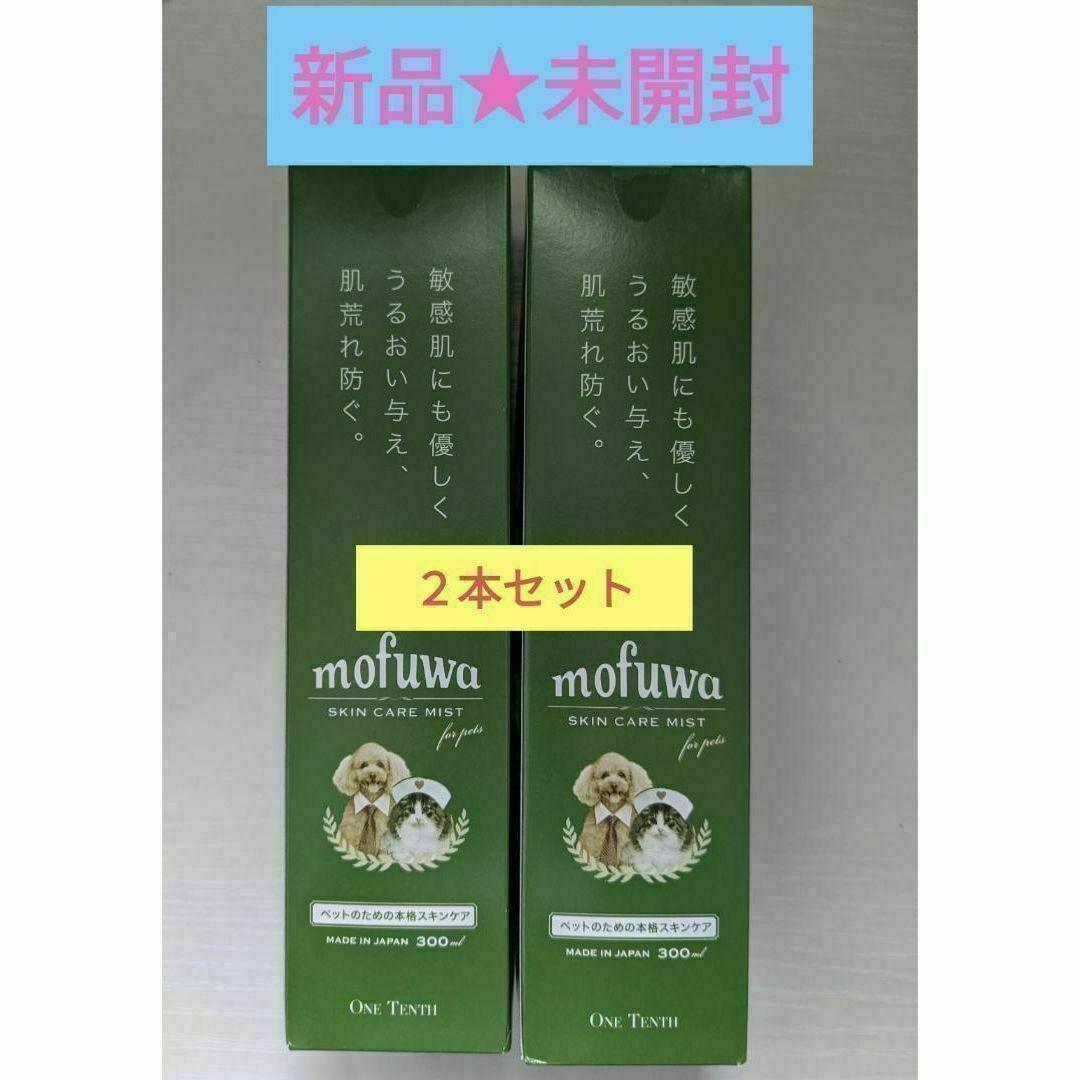 新品★未開封
敏感肌にも優しく
うるおい与え、
肌荒れ防ぐ。
敏感肌にも優しく
うるおい与え、
肌荒れ防ぐ。
２本セット
mofuwa
SKIN CARE MIST
for pets
ペットのための本格スキンケア
MADE IN JAPAN 300ml
ONE TENTH
mofuwa
SKIN CARE MIST
for pets
ペットのための本格スキンケア
MADE IN JAPAN 300ml
ONE TENTH